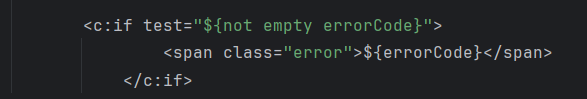 <c:if test="${not empty errorCode}">
<span class="error">${errorCode}</span>
</c:if>